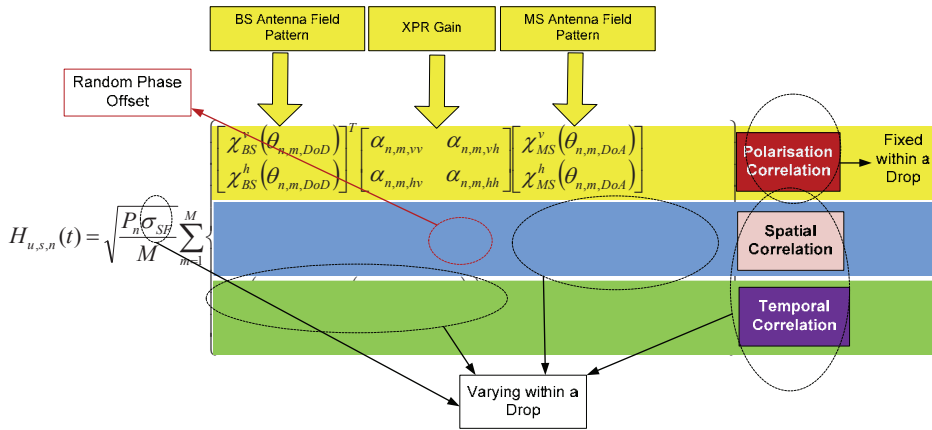 BS Antenna Field
Pattern
XPR Gain
MS Antenna Field
Pattern
Random Phase
Offset
[χ^v_BS(θ_n,m,DoD) χ^h_BS(θ_n,m,DoD)]^T [α_n,m,vv α_n,m,vh α_n,m,hv α_n,m,hh] [χ^v_MS(θ_n,m,DoA) χ^h_MS(θ_n,m,DoA)]
Polarisation
Correlation
Fixed
within a
Drop
H_u,s,n(t) = √(P_n σ_SF / M) ∑_{m=1}^{M} {
Spatial
Correlation
Temporal
Correlation
Varying within a
Drop